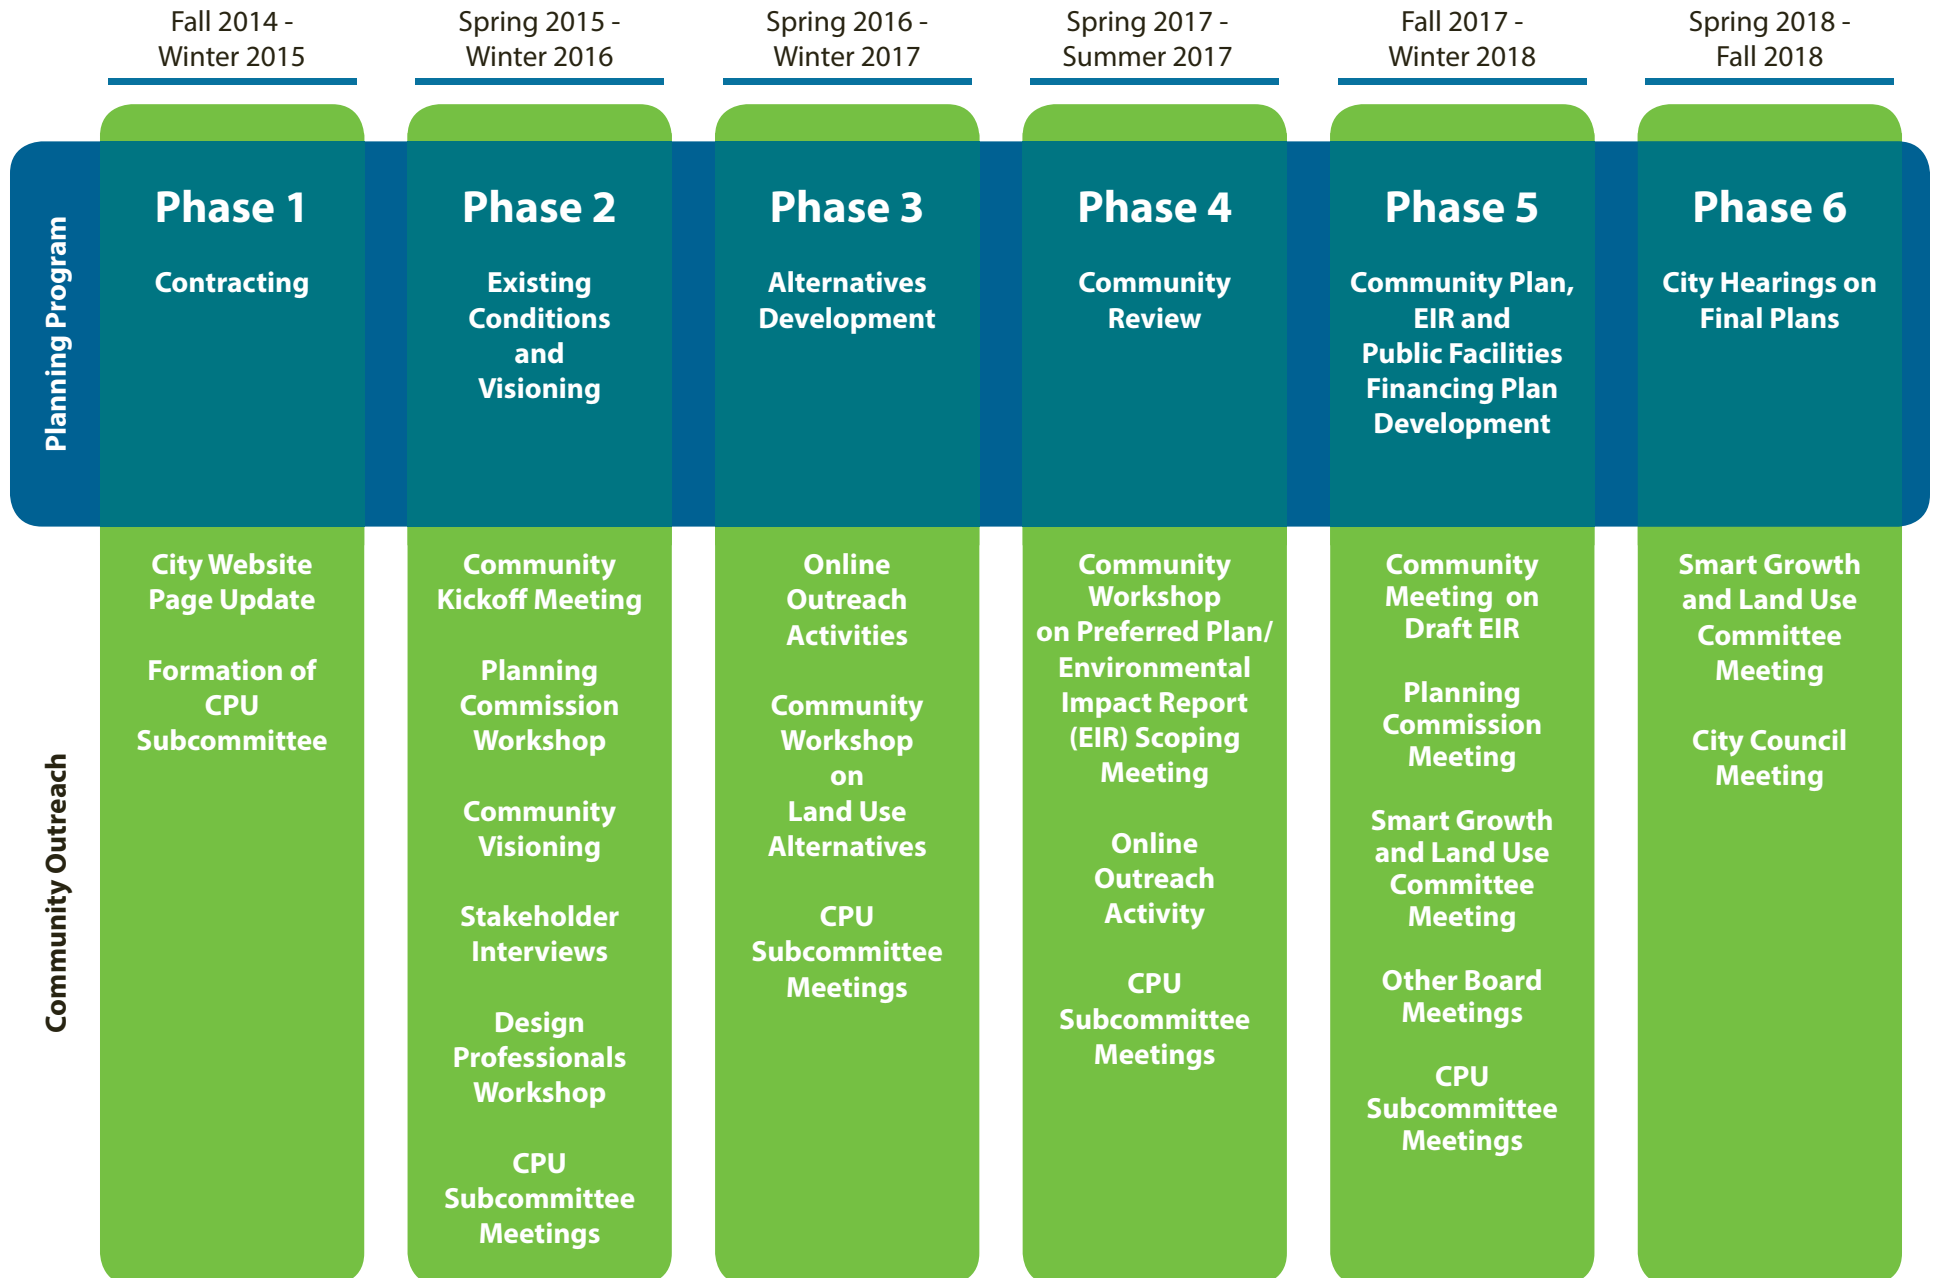 Fall 2014 -
Winter 2015
Spring 2015 -
Winter 2016
Spring 2016 -
Winter 2017
Spring 2017 -
Summer 2017
Fall 2017 -
Winter 2018
Spring 2018 -
Fall 2018
Planning Program
Phase 1
Contracting
Phase 2
Existing
Conditions
and
Visioning
Phase 3
Alternatives
Development
Phase 4
Community
Review
Phase 5
Community Plan,
EIR and
Public Facilities
Financing Plan
Development
Phase 6
City Hearings on
Final Plans
Community Outreach
City Website
Page Update
Formation of
CPU
Subcommittee
Community
Kickoff Meeting
Planning
Commission
Workshop
Community
Visioning
Stakeholder
Interviews
Design
Professionals
Workshop
CPU
Subcommittee
Meetings
Online
Outreach
Activities
Community
Workshop
on
Land Use
Alternatives
CPU
Subcommittee
Meetings
Community
Workshop
on Preferred Plan/
Environmental
Impact Report
(EIR) Scoping
Meeting
Online
Outreach
Activity
CPU
Subcommittee
Meetings
Community
Meeting on
Draft EIR
Planning
Commission
Meeting
Smart Growth
and Land Use
Committee
Meeting
Other Board
Meetings
CPU
Subcommittee
Meetings
Smart Growth
and Land Use
Committee
Meeting
City Council
Meeting